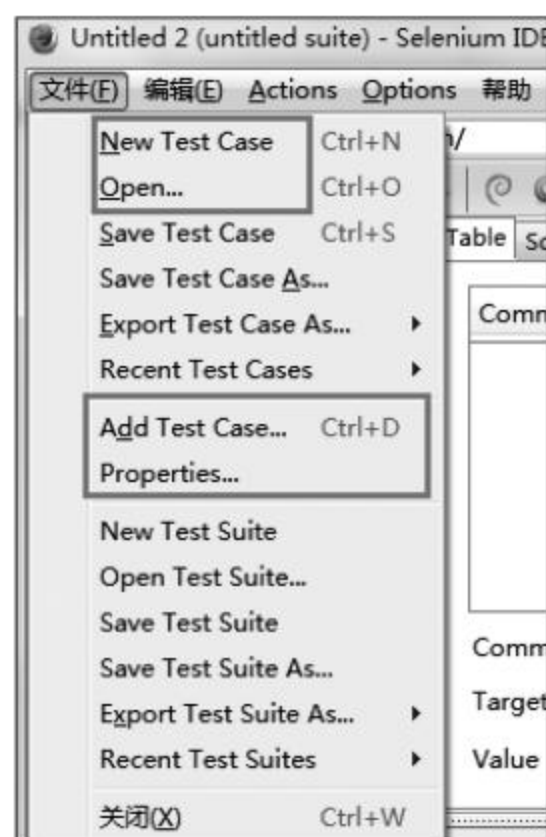 Untitled 2 (untitled suite) - Selenium IDE
文件(F) 编辑(E) Actions Options 帮助
New Test Case Ctrl+N
Open... Ctrl+O
Save Test Case Ctrl+S
Table
Save Test Case As...
Export Test Case As...
Recent Test Cases
Add Test Case... Ctrl+D
Properties...
New Test Suite
Open Test Suite...
Save Test Suite
Save Test Suite As...
Target
Export Test Suite As...
Recent Test Suites
Value
关闭(X) Ctrl+W